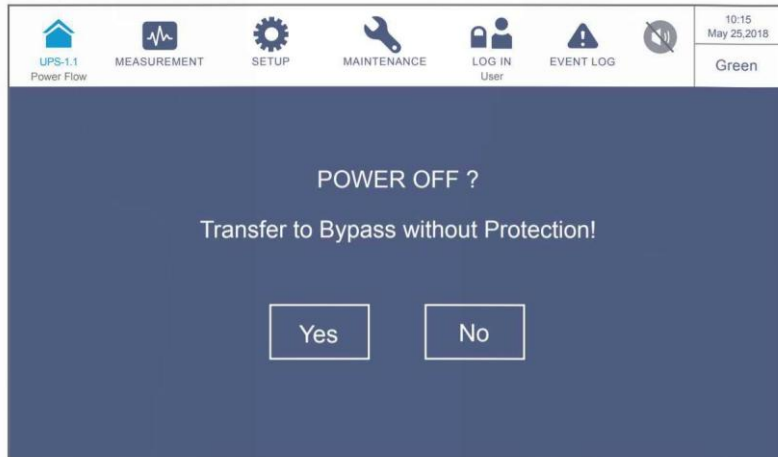 UPS-1.1
Power Flow
MEASUREMENT
SETUP
MAINTENANCE
LOG IN
User
EVENT LOG
10:15
May 25,2018
Green
POWER OFF ?
Transfer to Bypass without Protection!
Yes
No